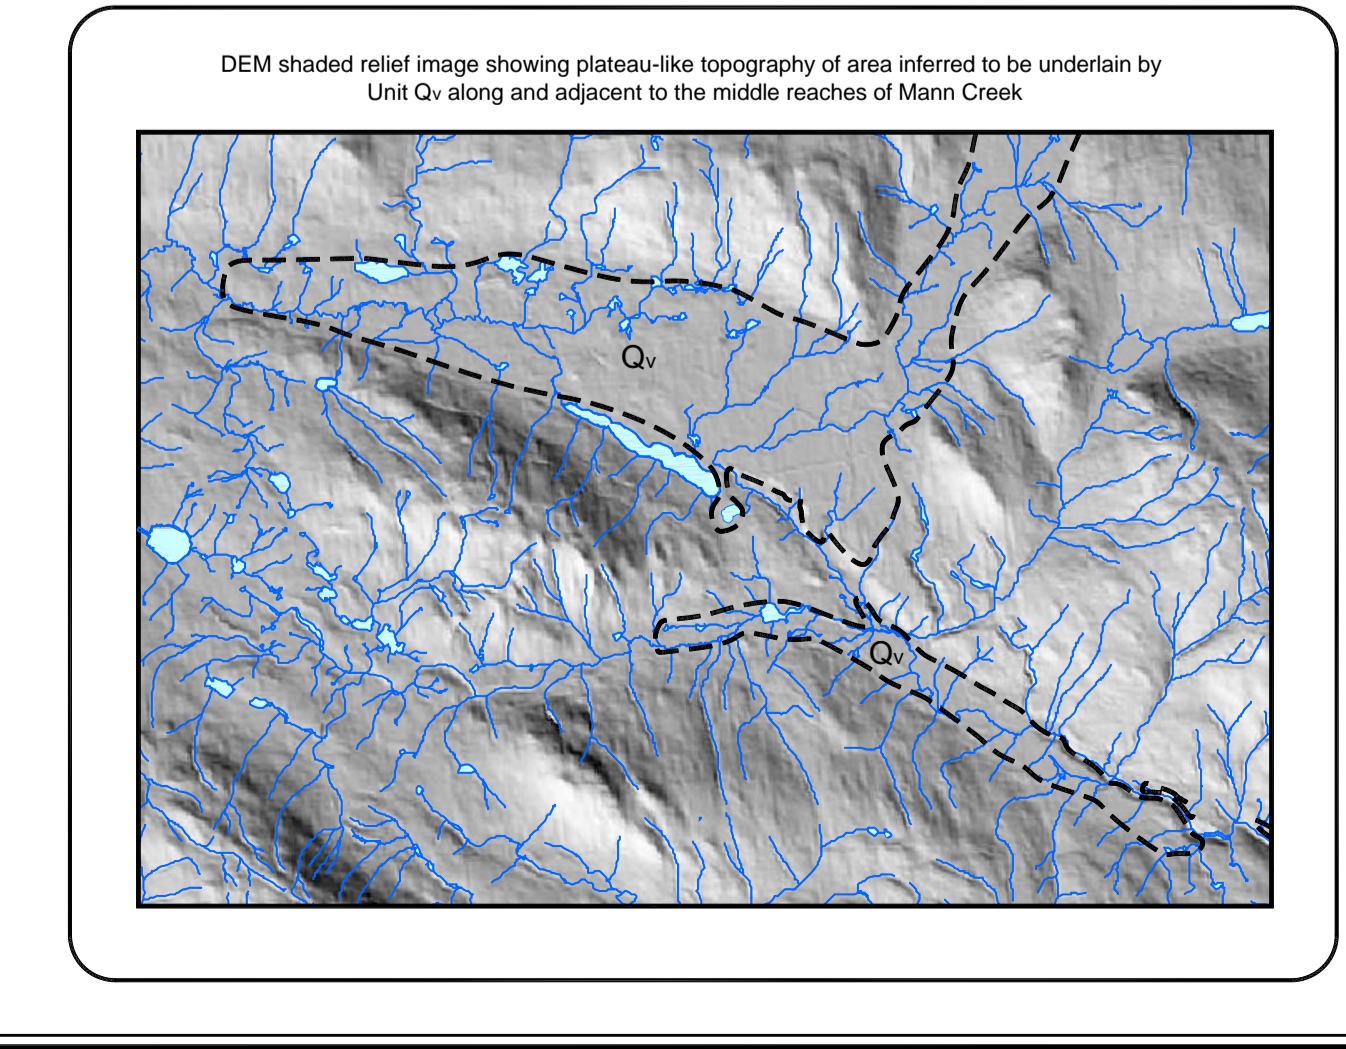 DEM shaded relief image showing plateau-like topography of area inferred to be underlain by
Unit Qv along and adjacent to the middle reaches of Mann Creek
Qv
Qv